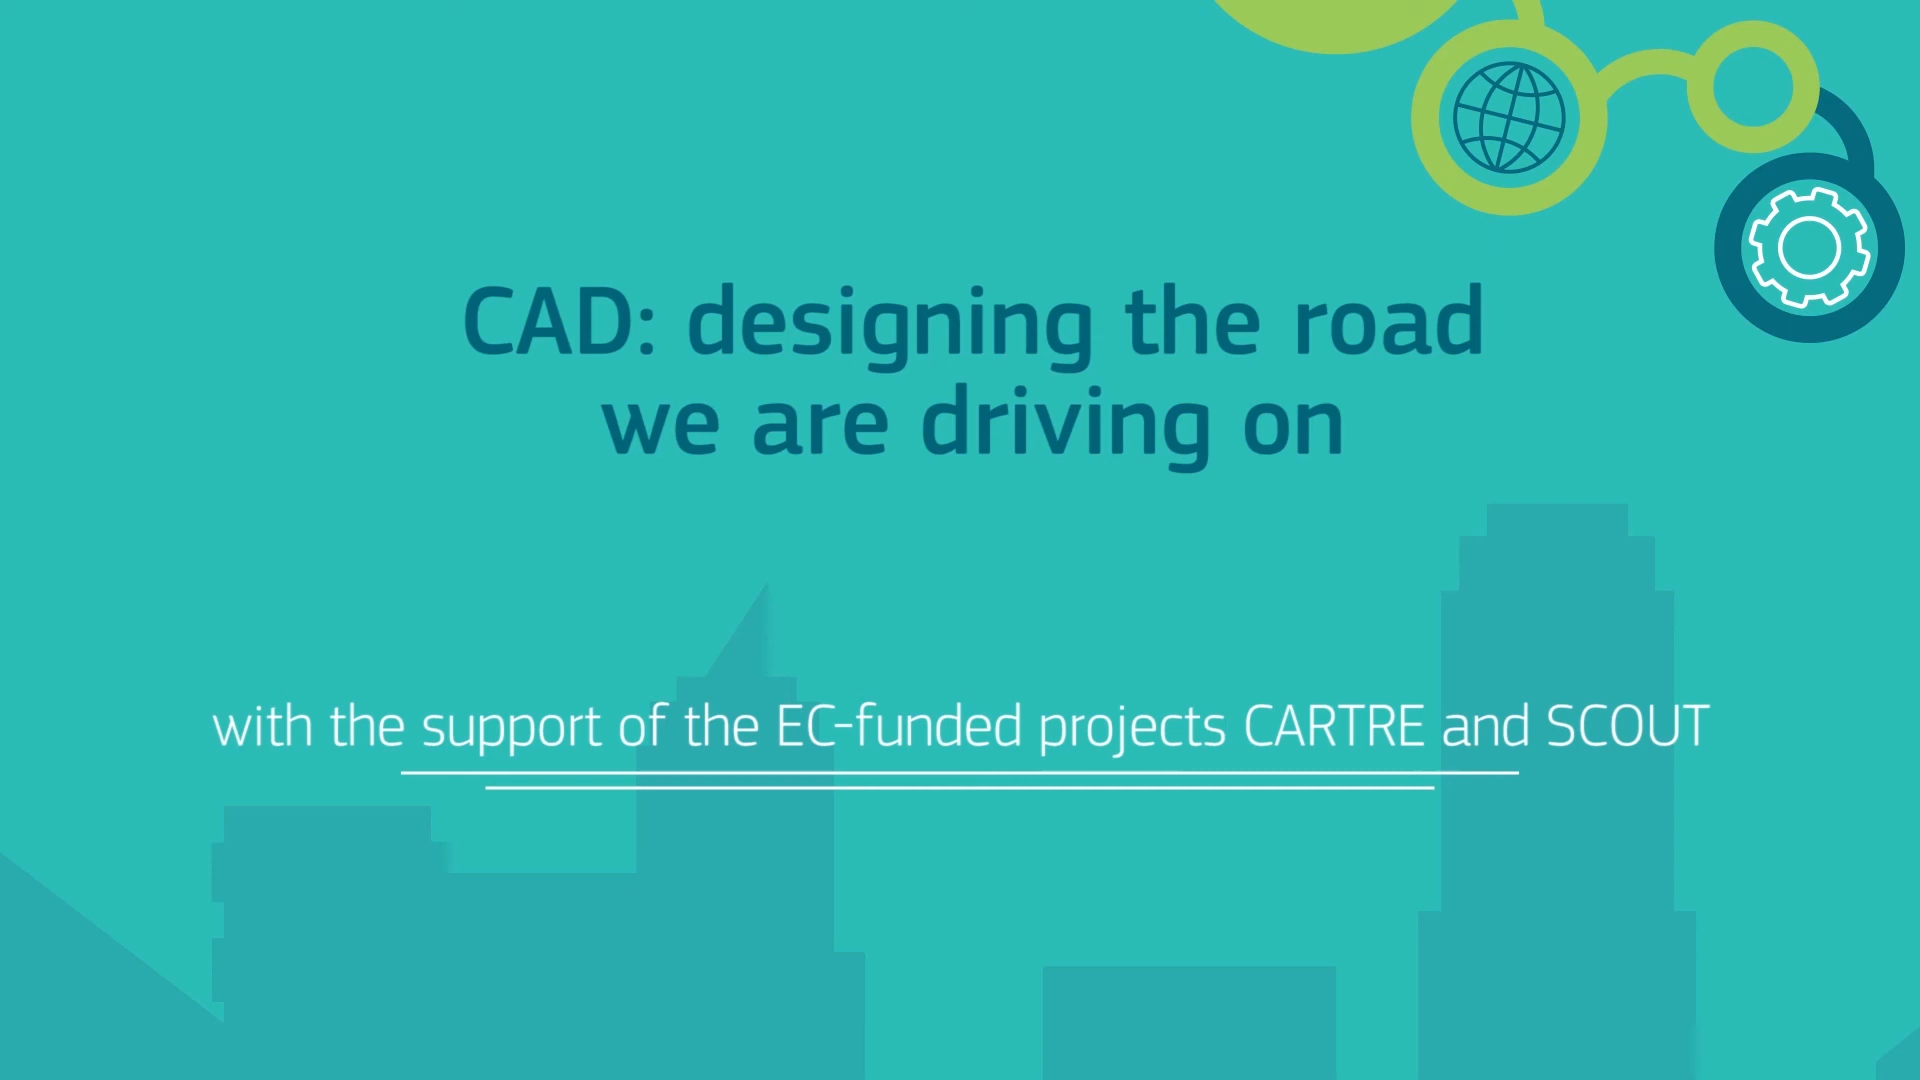 CAD: designing the road
we are driving on
with the support of the EC-funded projects CARTRE and SCOUT